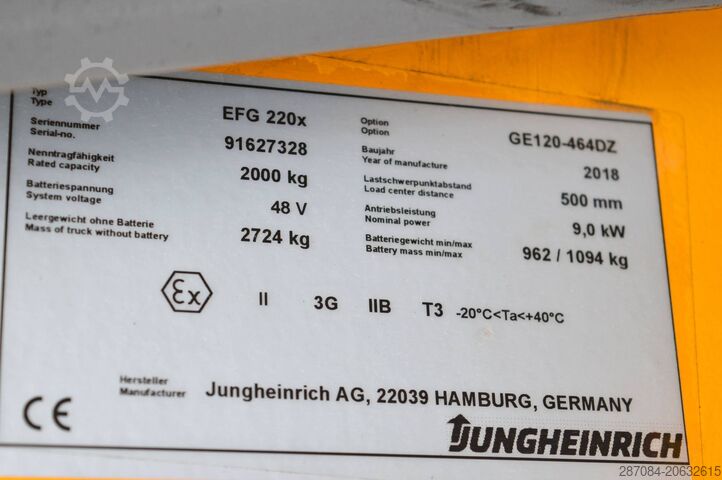 Typ
Type
EFG 220x
Option
Option
GE120-464DZ
Seriennummer
Serial-no.
91627328
Baujahr
Year of manufacture
2018
Nenntragfähigkeit
Rated capacity
2000 kg
Lastschwerpunktabstand
Load center distance
500 mm
Batteriespannung
System voltage
48 V
Antriebsleistung
Nominal power
9,0 kW
Leergewicht ohne Batterie
Mass of truck without battery
2724 kg
Batteriegewicht min/max
Battery mass min/max
962 / 1094 kg
Ex II 3G IIB T3 -20°C<Ta<+40°C
Hersteller
Manufacturer
Jungheinrich AG, 22039 HAMBURG, GERMANY
CE
JUNGHEINRICH
287084-20632615